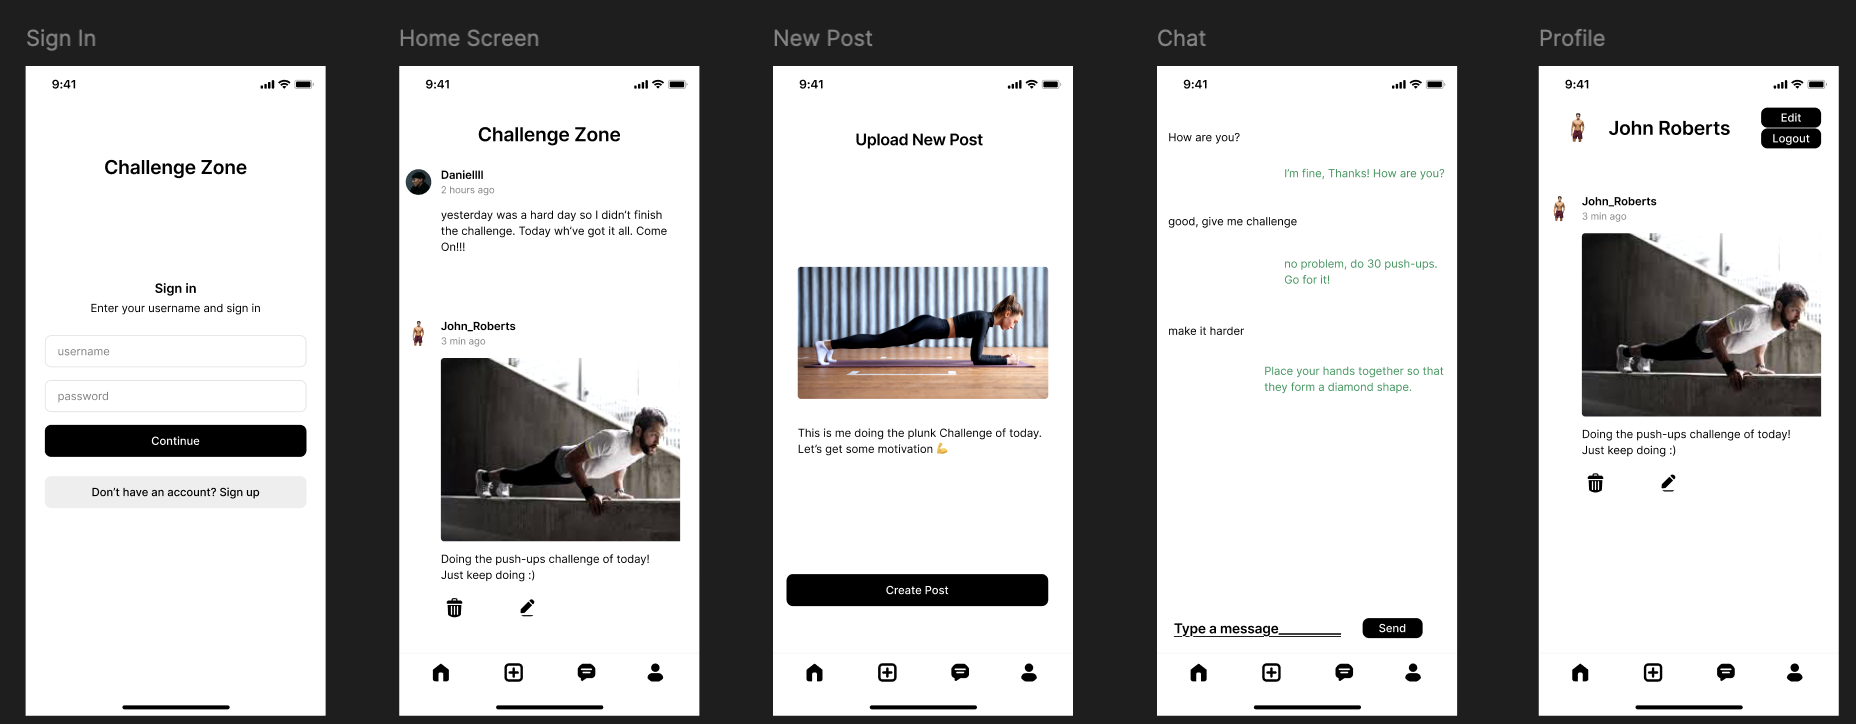 Sign In
9:41
Challenge Zone
Sign in
Enter your username and sign in
username
password
Continue
Don't have an account? Sign up
Home Screen
9:41
Challenge Zone
Daniellll
2 hours ago
yesterday was a hard day so I didn't finish
the challenge. Today wh've got it all. Come
On!!!
John_Roberts
3 min ago
Doing the push-ups challenge of today!
Just keep doing :)
New Post
9:41
Upload New Post
This is me doing the plunk Challenge of today.
Let's get some motivation 💪
Create Post
Chat
9:41
How are you?
I'm fine, Thanks! How are you?
good, give me challenge
no problem, do 30 push-ups.
Go for it!
make it harder
Place your hands together so that
they form a diamond shape.
Type a message________
Send
Profile
9:41
John Roberts
Edit
Logout
John_Roberts
3 min ago
Doing the push-ups challenge of today!
Just keep doing :)